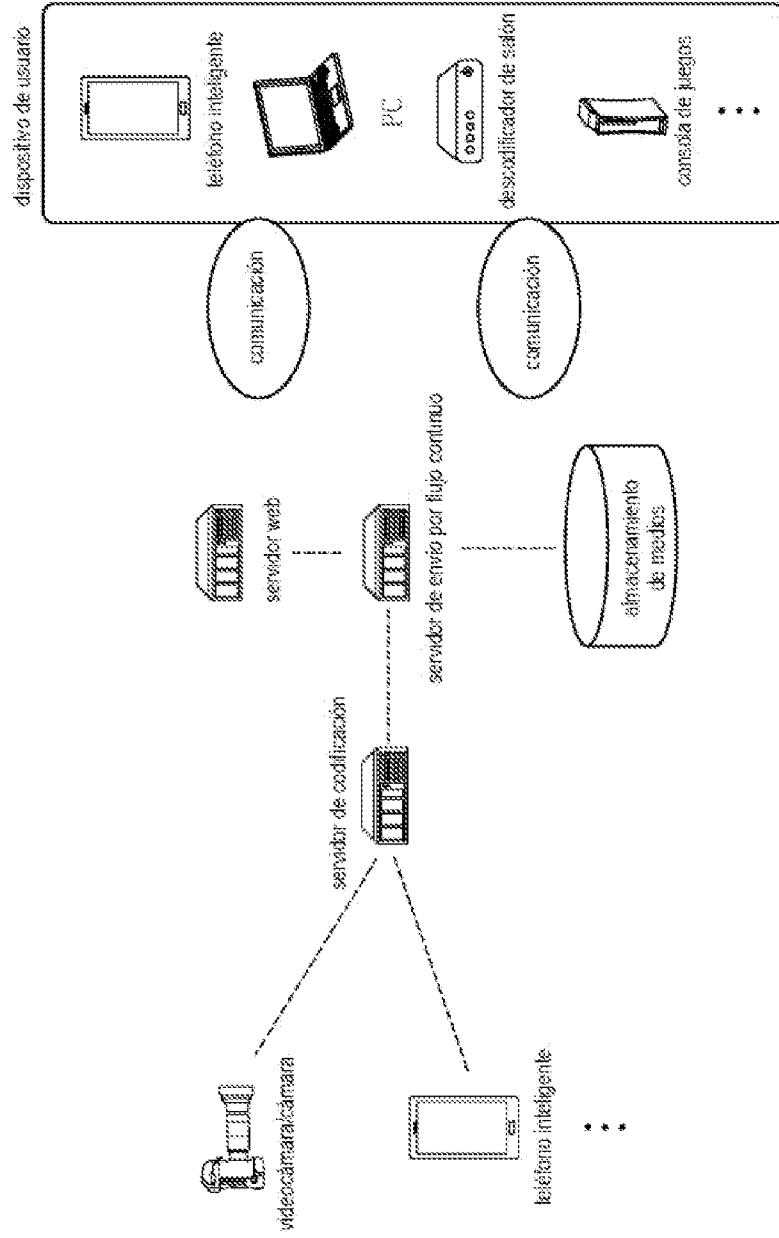 dispositivo de usuario
teléfono inteligente
PC
descodificador de salón
consola de juegos
comunicación
comunicación
servidor web
servidor de envío por flujo continuo
almacenamiento
de medios
servidor de codificación
videocámara/cámara
teléfono inteligente